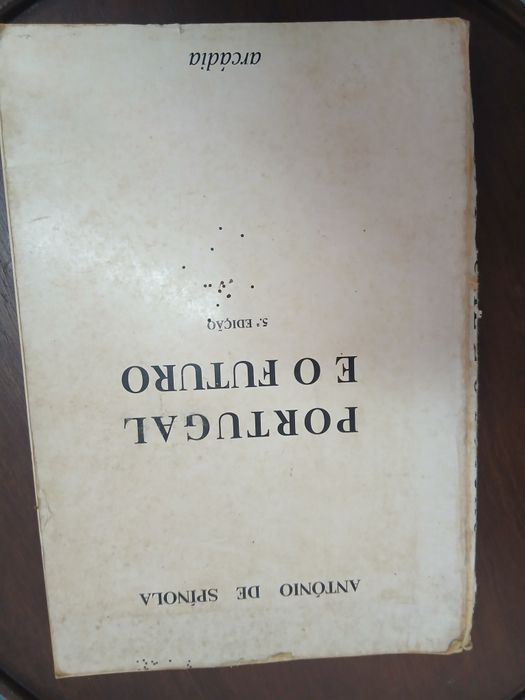 ANTÓNIO DE SPÍNOLA
PORTUGAL
E O FUTURO
5.ª EDIÇÃO
arcádia